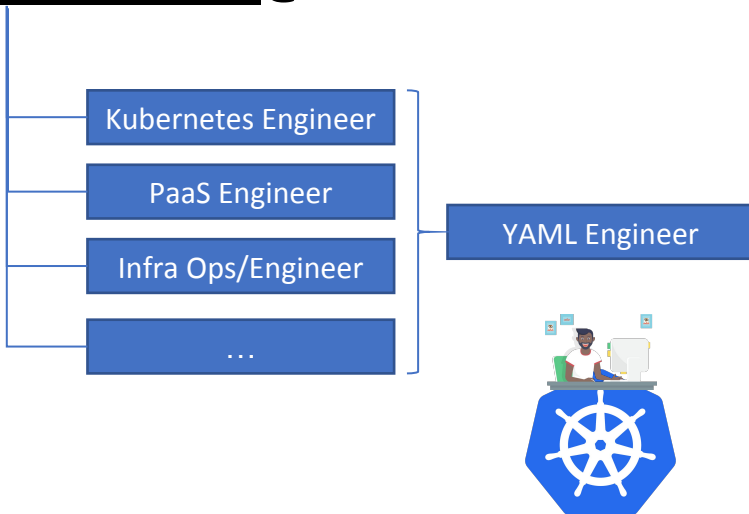 Kubernetes Engineer
PaaS Engineer
YAML Engineer
Infra Ops/Engineer
...